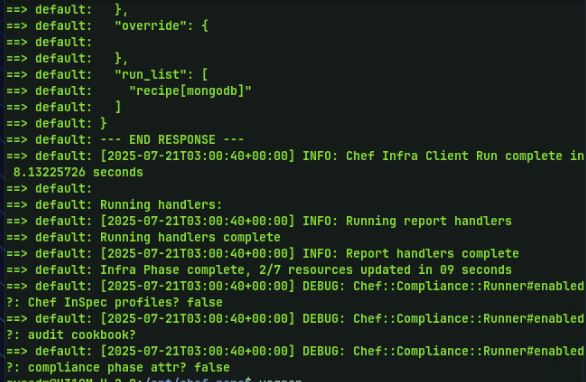 ==> default:   },
==> default:   "override": {
==> default:
==> default:   },
==> default:   "run_list": [
==> default:     "recipe[mongodb]"
==> default:   ]
==> default: }
==> default: --- END RESPONSE ---
==> default: [2025-07-21T03:00:40+00:00] INFO: Chef Infra Client Run complete in
 8.13225726 seconds
==> default:
==> default: Running handlers:
==> default: [2025-07-21T03:00:40+00:00] INFO: Running report handlers
==> default: Running handlers complete
==> default: [2025-07-21T03:00:40+00:00] INFO: Report handlers complete
==> default: Infra Phase complete, 2/7 resources updated in 09 seconds
==> default: [2025-07-21T03:00:40+00:00] DEBUG: Chef::Compliance::Runner#enabled
?: Chef InSpec profiles? false
==> default: [2025-07-21T03:00:40+00:00] DEBUG: Chef::Compliance::Runner#enabled
?: audit cookbook?
==> default: [2025-07-21T03:00:40+00:00] DEBUG: Chef::Compliance::Runner#enabled
?: compliance phase attr? false